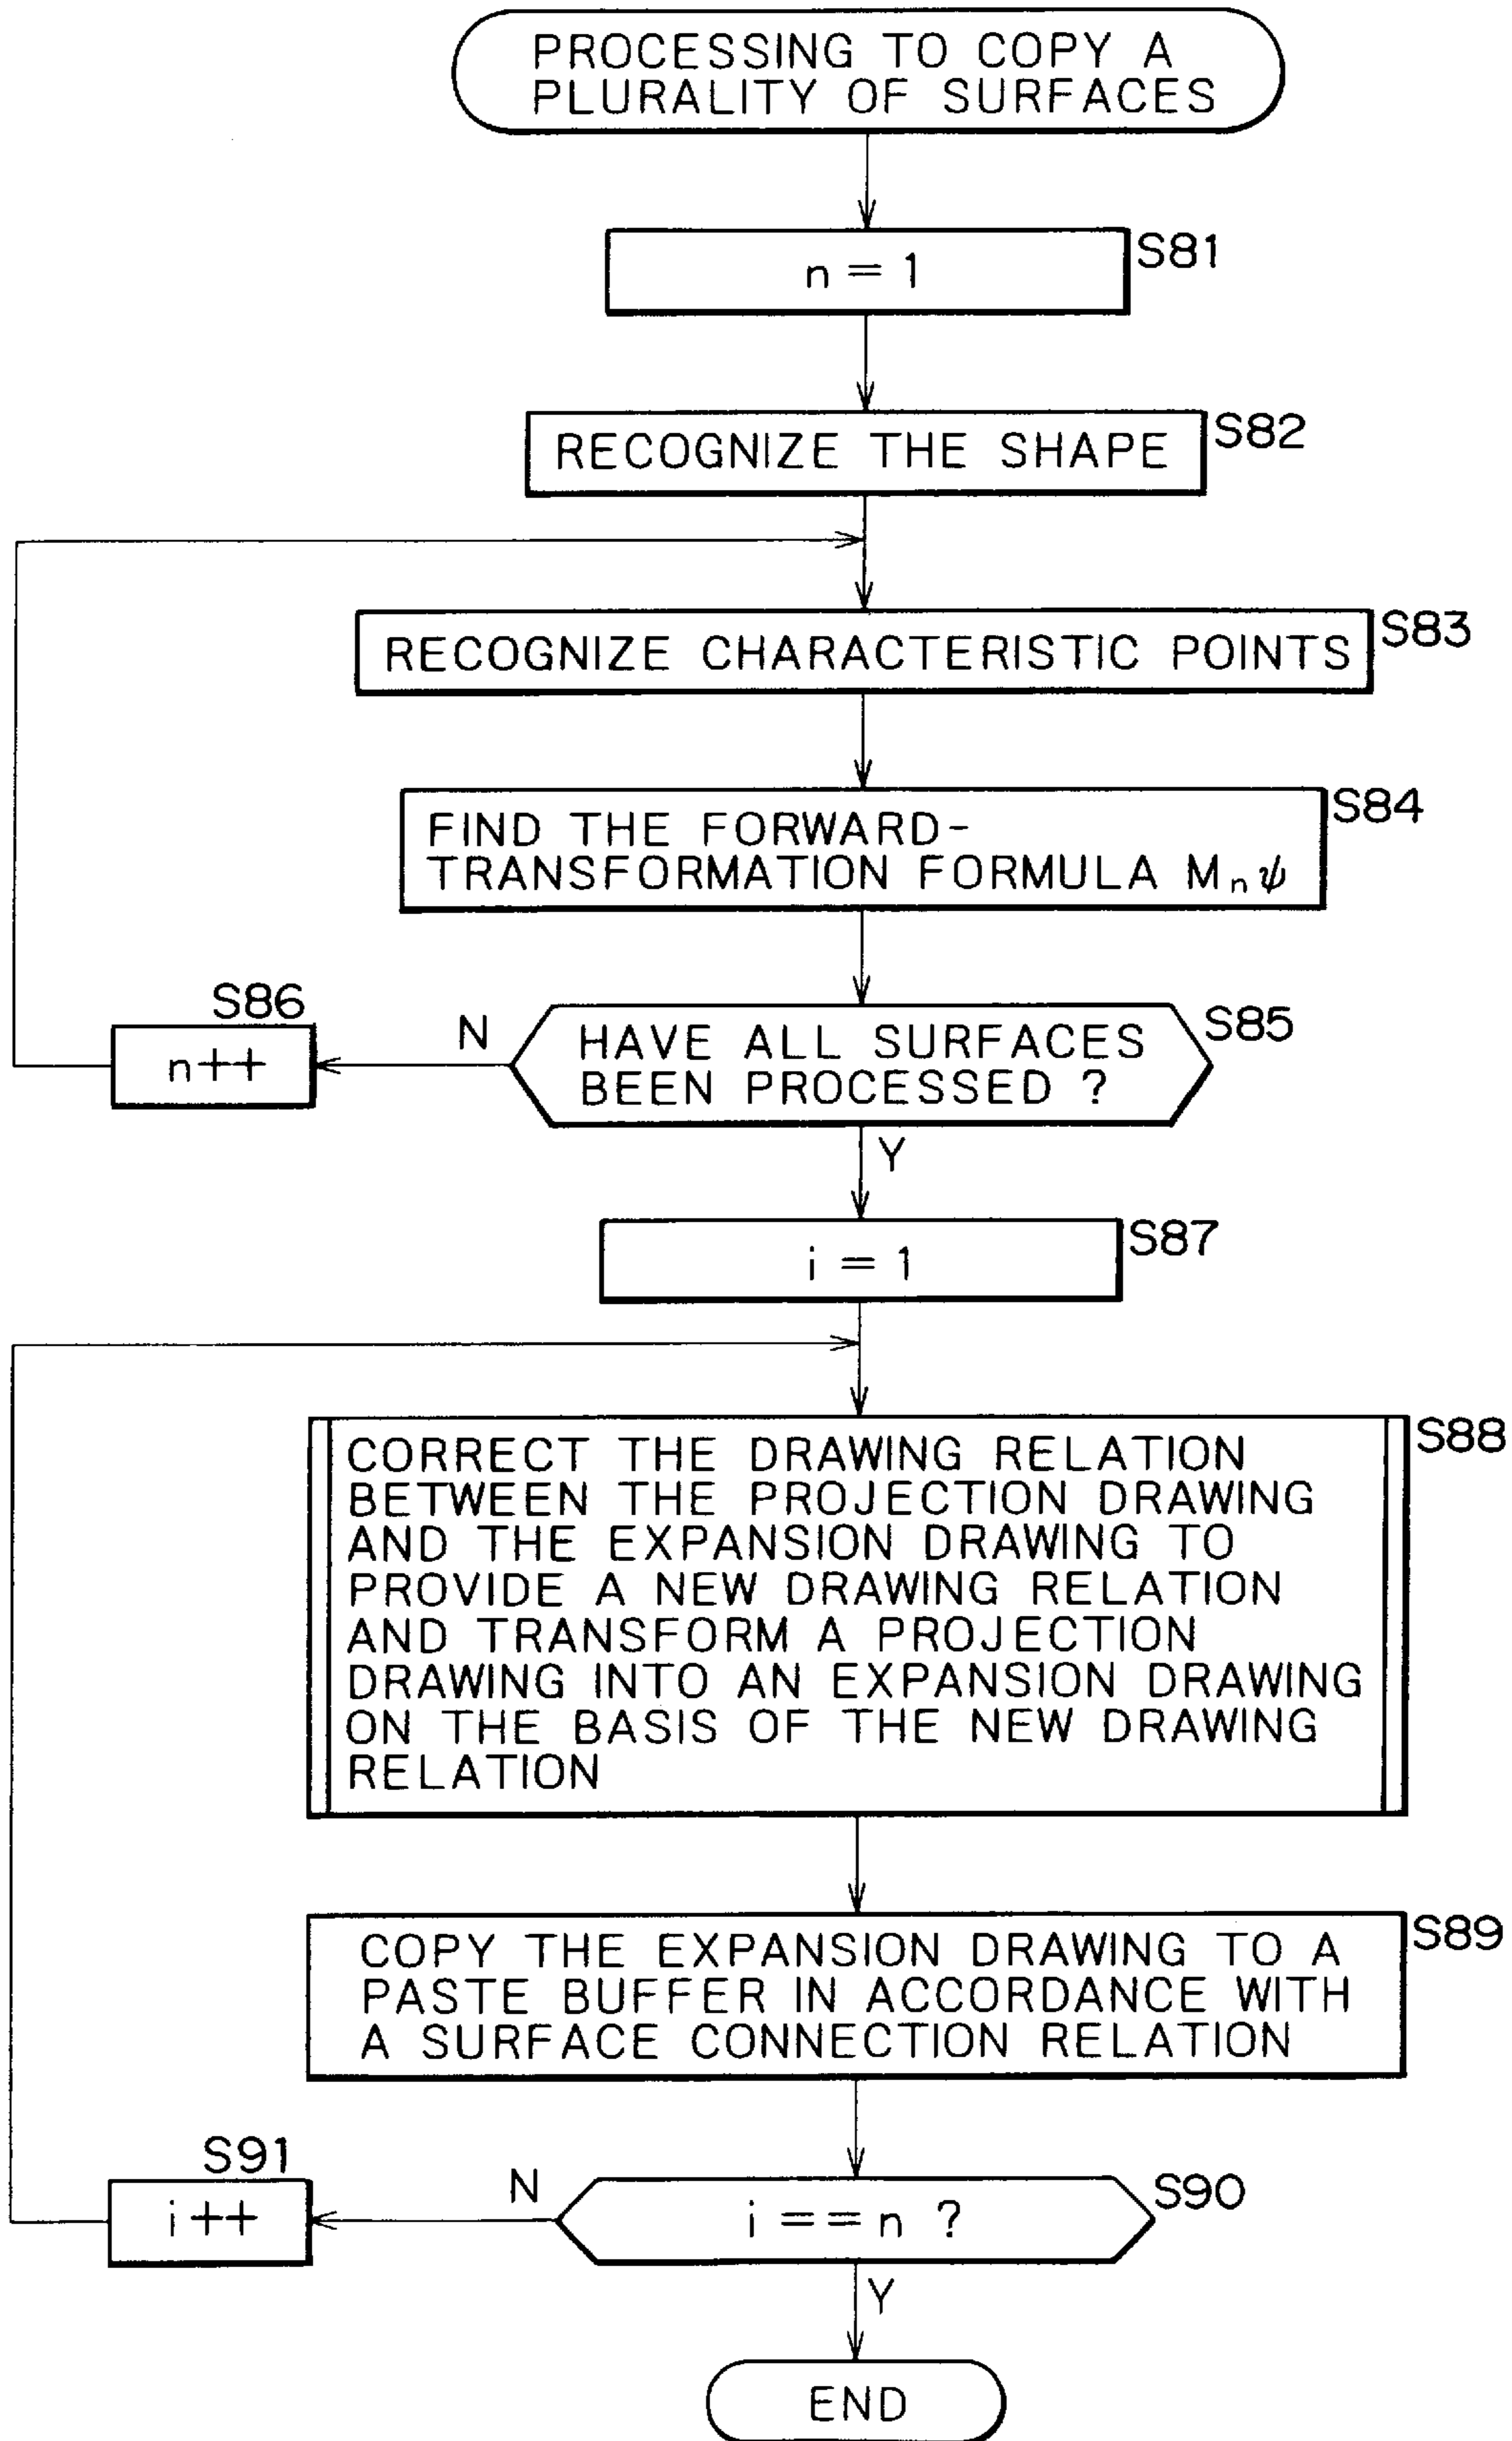 PROCESSING TO COPY A
PLURALITY OF SURFACES
S81
n = 1
S82
RECOGNIZE THE SHAPE
S83
RECOGNIZE CHARACTERISTIC POINTS
S84
FIND THE FORWARD-
TRANSFORMATION FORMULA Mnψ
S85
HAVE ALL SURFACES
BEEN PROCESSED ?
N
S86
n++
Y
S87
i = 1
S88
CORRECT THE DRAWING RELATION
BETWEEN THE PROJECTION DRAWING
AND THE EXPANSION DRAWING TO
PROVIDE A NEW DRAWING RELATION
AND TRANSFORM A PROJECTION
DRAWING INTO AN EXPANSION DRAWING
ON THE BASIS OF THE NEW DRAWING
RELATION
S89
COPY THE EXPANSION DRAWING TO A
PASTE BUFFER IN ACCORDANCE WITH
A SURFACE CONNECTION RELATION
S90
i == n ?
N
S91
i++
Y
END